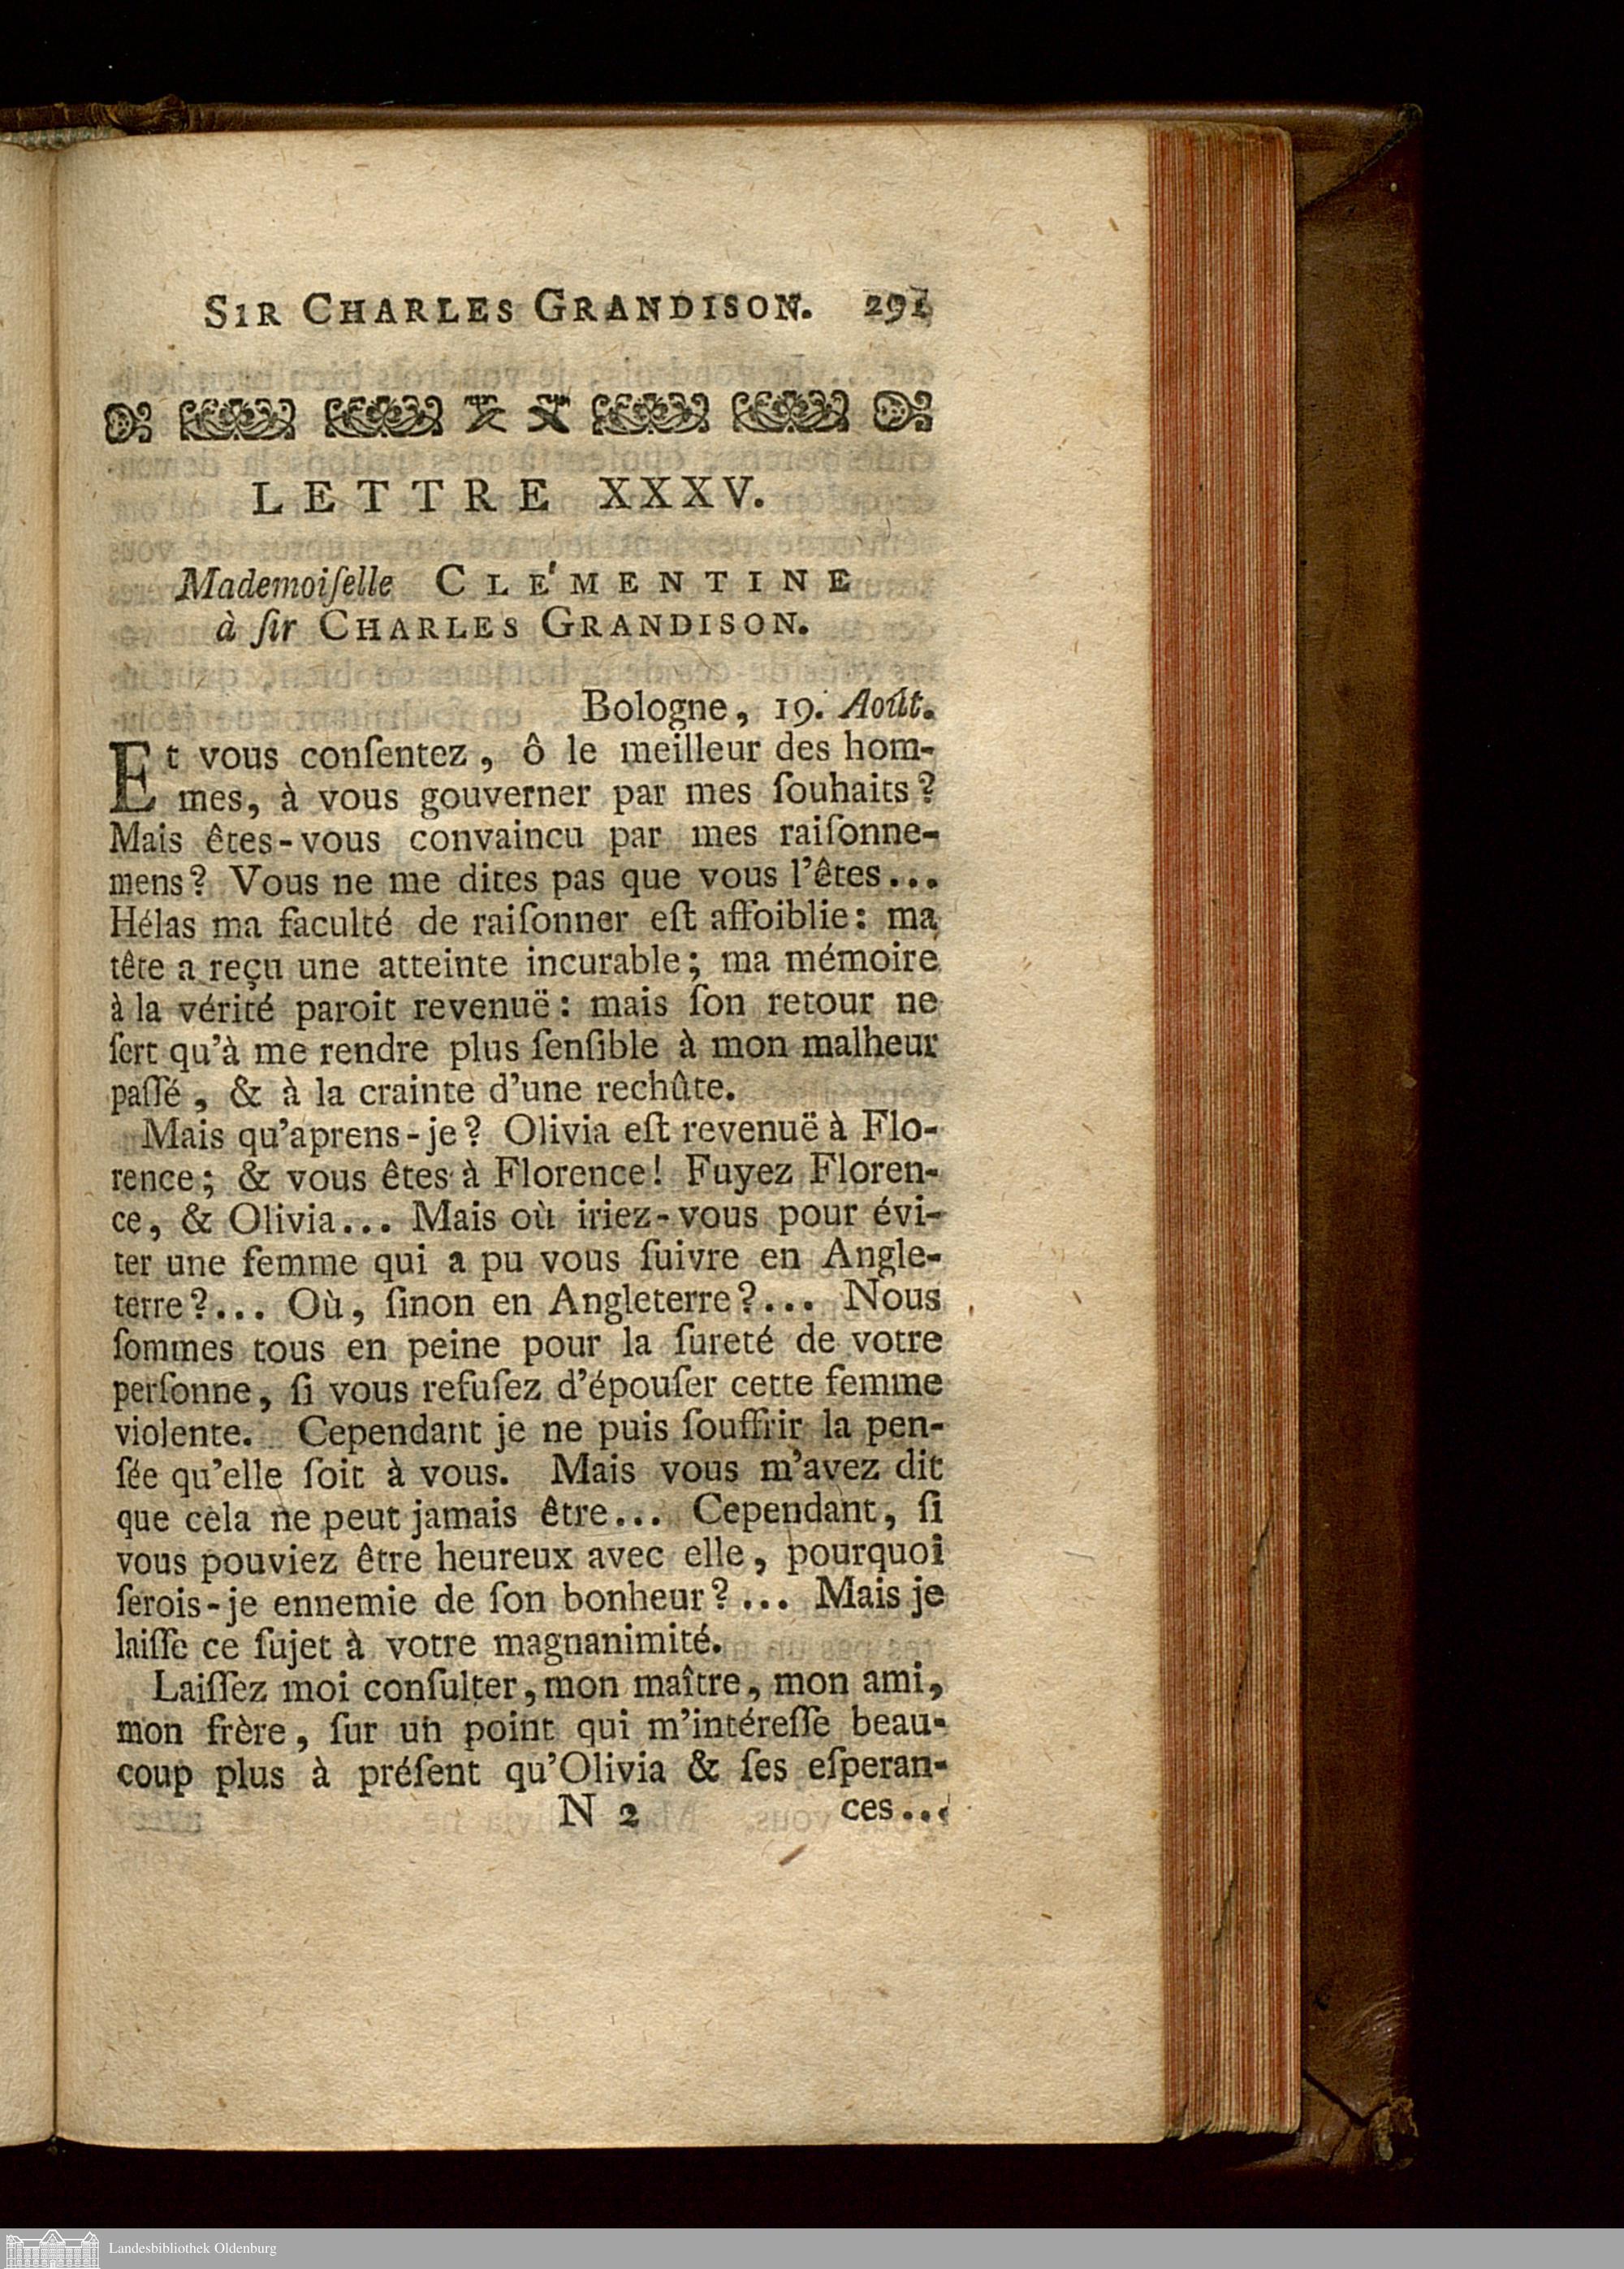 SIR CHARLES GRANDISON. 291
LETTRE XXXV.
Mademoiſelle CLÉMENTINE
à ſir CHARLES GRANDISON.
Bologne, 19. Août.
Et vous conſentez, ô le meilleur des hom-
mes, à vous gouverner par mes ſouhaits?
Mais êtes-vous convaincu par mes raiſonne-
mens? Vous ne me dites pas que vous l'êtes...
Hélas ma faculté de raiſonner eſt affoiblie: ma
tête a reçu une atteinte incurable; ma mémoire
à la vérité paroit revenuë: mais ſon retour ne
ſert qu'à me rendre plus ſenſible à mon malheur
paſſé, & à la crainte d'une rechûte.
Mais qu'aprens-je? Olivia eſt revenuë à Flo-
rence; & vous êtes à Florence! Fuyez Floren-
ce, & Olivia... Mais où iriez-vous pour évi-
ter une femme qui a pu vous ſuivre en Angle-
terre?... Où, ſinon en Angleterre?... Nous
ſommes tous en peine pour la ſureté de votre
perſonne, ſi vous refuſez d'épouſer cette femme
violente. Cependant je ne puis ſouffrir la pen-
ſée qu'elle ſoit à vous. Mais vous m'avez dit
que cela ne peut jamais être... Cependant, ſi
vous pouviez être heureux avec elle, pourquoi
ſerois-je ennemie de ſon bonheur?... Mais je
laiſſe ce ſujet à votre magnanimité.
Laiſſez moi conſulter, mon maître, mon ami,
mon frère, ſur un point qui m'intéreſſe beau-
coup plus à préſent qu'Olivia & ſes eſperan-
N 2 ces...
Landesbibliothek Oldenburg